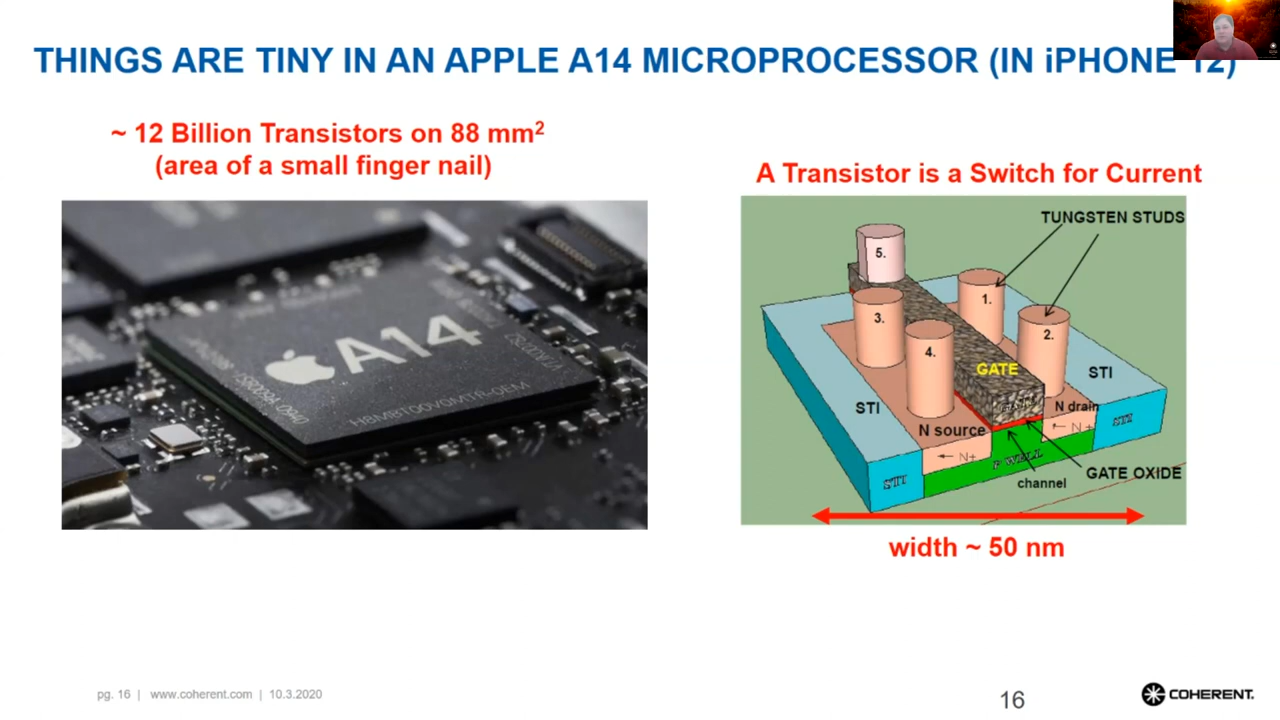 THINGS ARE TINY IN AN APPLE A14 MICROPROCESSOR (IN iPHONE 12)
~ 12 Billion Transistors on 88 mm²
(area of a small finger nail)
A14
A Transistor is a Switch for Current
TUNGSTEN STUDS
5.
1.
3.
2.
4.
GATE
STI
STI
N drain
N source
N+
N+
STI
P WELL
STI
GATE OXIDE
channel
width ~ 50 nm
pg. 16 | www.coherent.com | 10.3.2020
16
COHERENT.